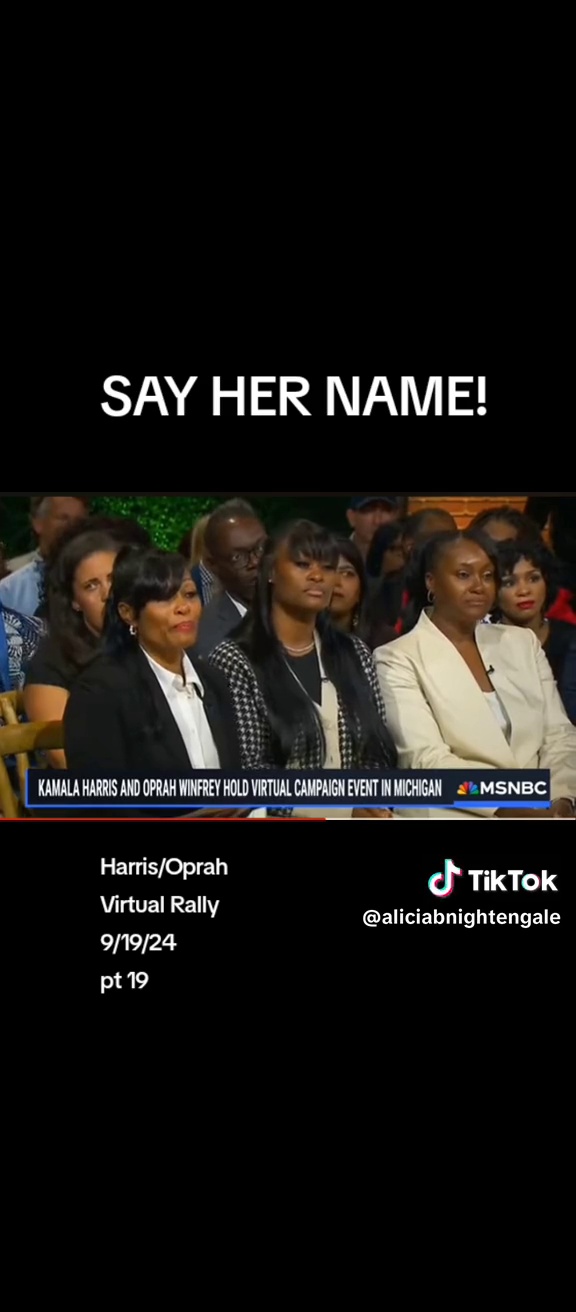 SAY HER NAME!
KAMALA HARRIS AND OPRAH WINFREY HOLD VIRTUAL CAMPAIGN EVENT IN MICHIGAN
MSNBC
Harris/Oprah
Virtual Rally
9/19/24
pt 19
TikTok
@aliciabnightengale